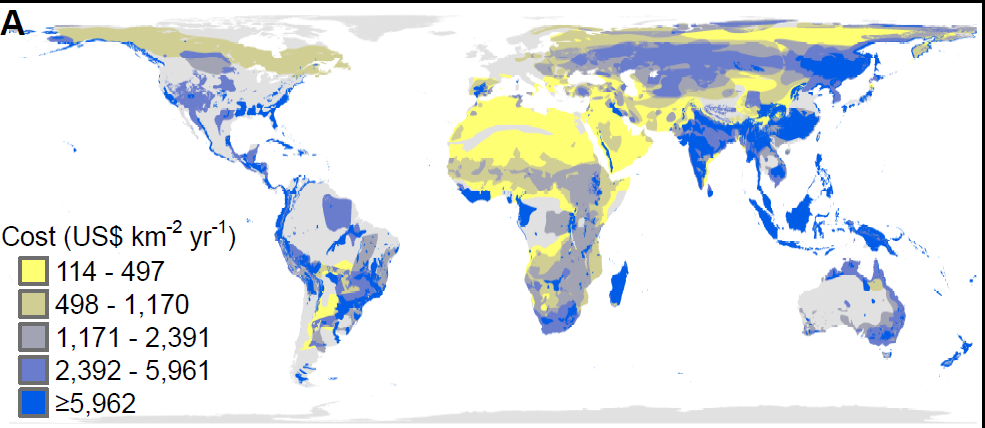 A
Cost (US$ km⁻² yr⁻¹)
114 - 497
498 - 1,170
1,171 - 2,391
2,392 - 5,961
≥5,962